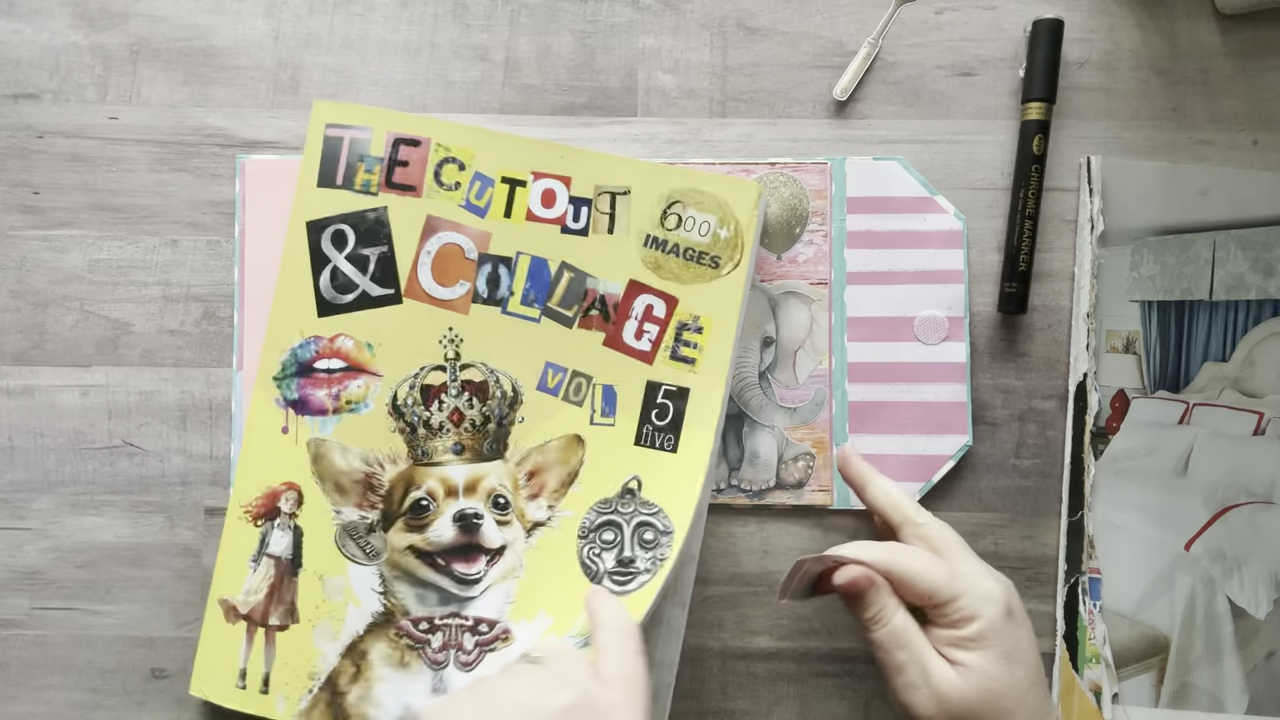 THE CUTOUT
& COLLAGE
600+
IMAGES
VOL 5
five
CHROME MARKER